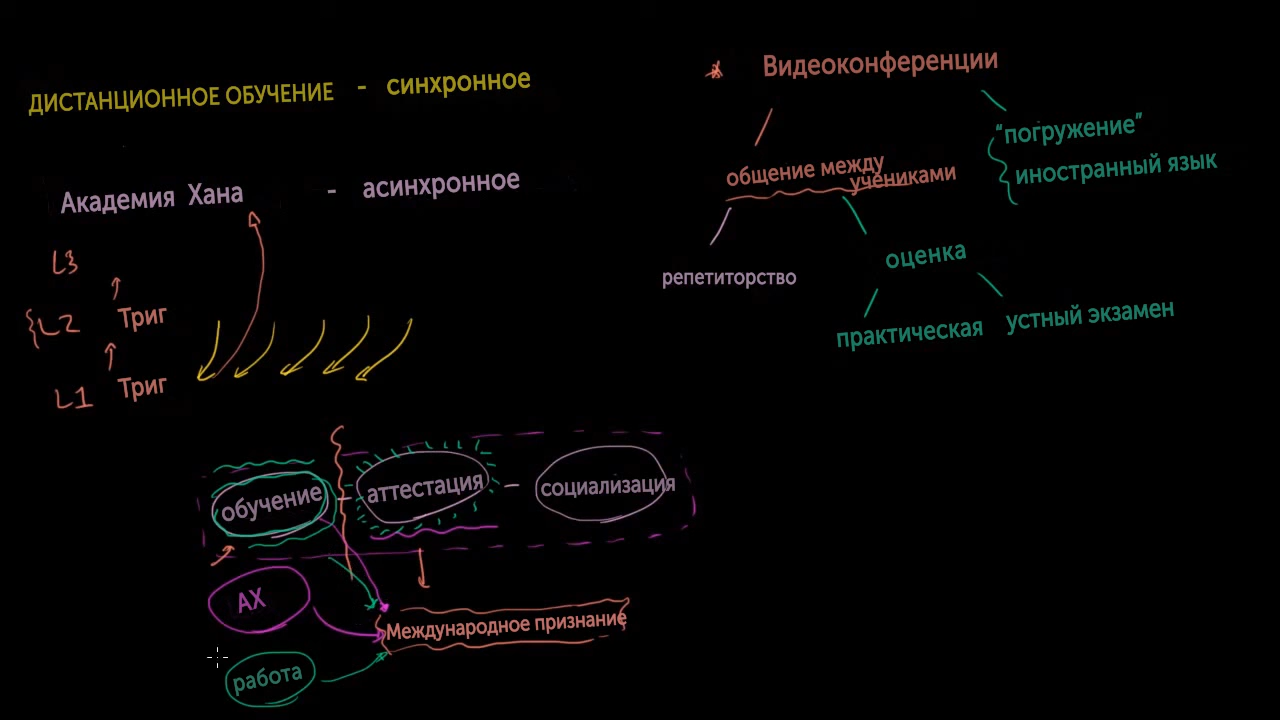 ДИСТАНЦИОННОЕ ОБУЧЕНИЕ - синхронное
Академия Хана - асинхронное
L3
L2 Триг
L1 Триг
* Видеоконференции
общение между
учениками
"погружение"
иностранный язык
репетиторство
оценка
практическая
устный экзамен
обучение - аттестация - социализация
АХ
Международное признание
работа